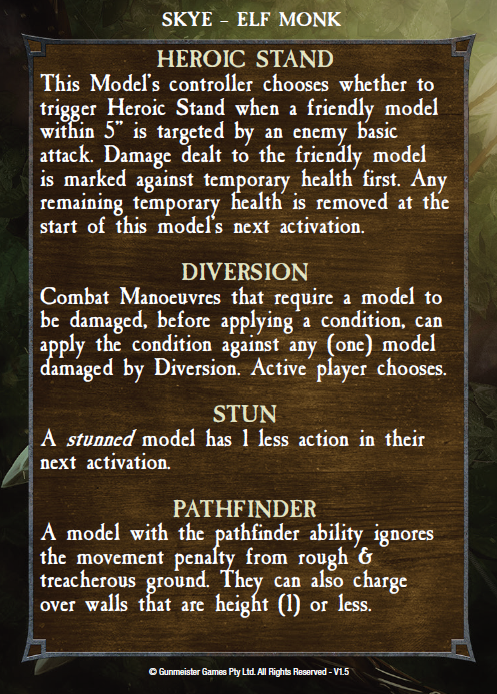 SKYE - ELF MONK
HEROIC STAND
This Model's controller chooses whether to
trigger Heroic Stand when a friendly model
within 5" is targeted by an enemy basic
attack. Damage dealt to the friendly model
is marked against temporary health first. Any
remaining temporary health is removed at the
start of this model's next activation.
DIVERSION
Combat Manoeuvres that require a model to
be damaged, before applying a condition, can
apply the condition against any (one) model
damaged by Diversion. Active player chooses.
STUN
A stunned model has 1 less action in their
next activation.
PATHFINDER
A model with the pathfinder ability ignores
the movement penalty from rough &
treacherous ground. They can also charge
over walls that are height (1) or less.
© Gunmeister Games Pty Ltd. All Rights Reserved - V1.5